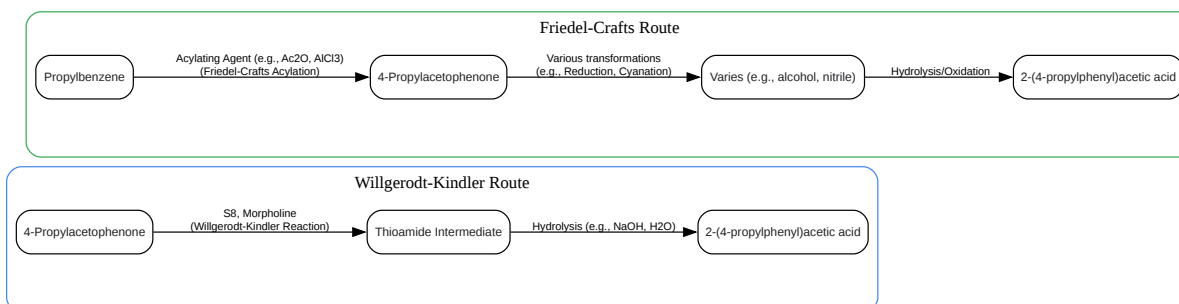 Friedel-Crafts Route
Propylbenzene
Acylating Agent (e.g., Ac2O, AlCl3)
(Friedel-Crafts Acylation)
4-Propylacetophenone
Various transformations
(e.g., Reduction, Cyanation)
Varies (e.g., alcohol, nitrile)
Hydrolysis/Oxidation
2-(4-propylphenyl)acetic acid
Willgerodt-Kindler Route
4-Propylacetophenone
S8, Morpholine
(Willgerodt-Kindler Reaction)
Thioamide Intermediate
Hydrolysis (e.g., NaOH, H2O)
2-(4-propylphenyl)acetic acid